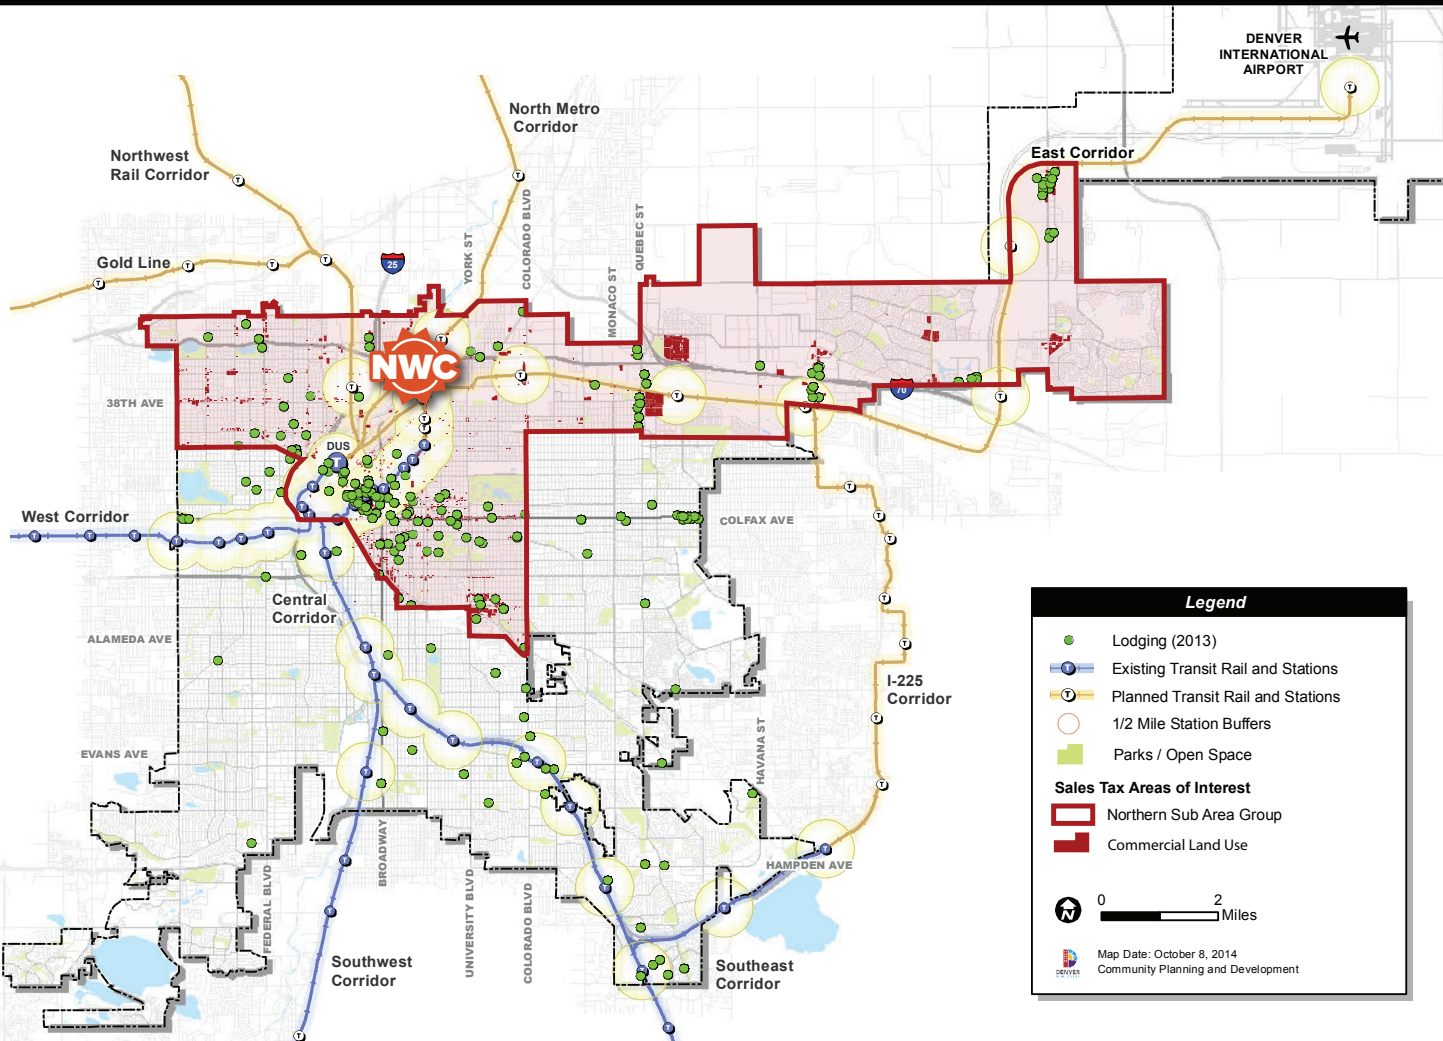 DENVER
INTERNATIONAL
AIRPORT
North Metro
Corridor
Northwest
Rail Corridor
East Corridor
Gold Line
25
YORK ST
COLORADO BLVD
QUEBEC ST
MONACO ST
NWC
70
38TH AVE
DUS
T
West Corridor
COLFAX AVE
Central
Corridor
ALAMEDA AVE
I-225
Corridor
EVANS AVE
HAVANA ST
BROADWAY
HAMPDEN AVE
FEDERAL BLVD
UNIVERSITY BLVD
COLORADO BLVD
Southwest
Corridor
Southeast
Corridor
Legend
Lodging (2013)
T Existing Transit Rail and Stations
T Planned Transit Rail and Stations
1/2 Mile Station Buffers
Parks / Open Space
Sales Tax Areas of Interest
Northern Sub Area Group
Commercial Land Use
N
0 2
Miles
DENVER
Map Date: October 8, 2014
Community Planning and Development